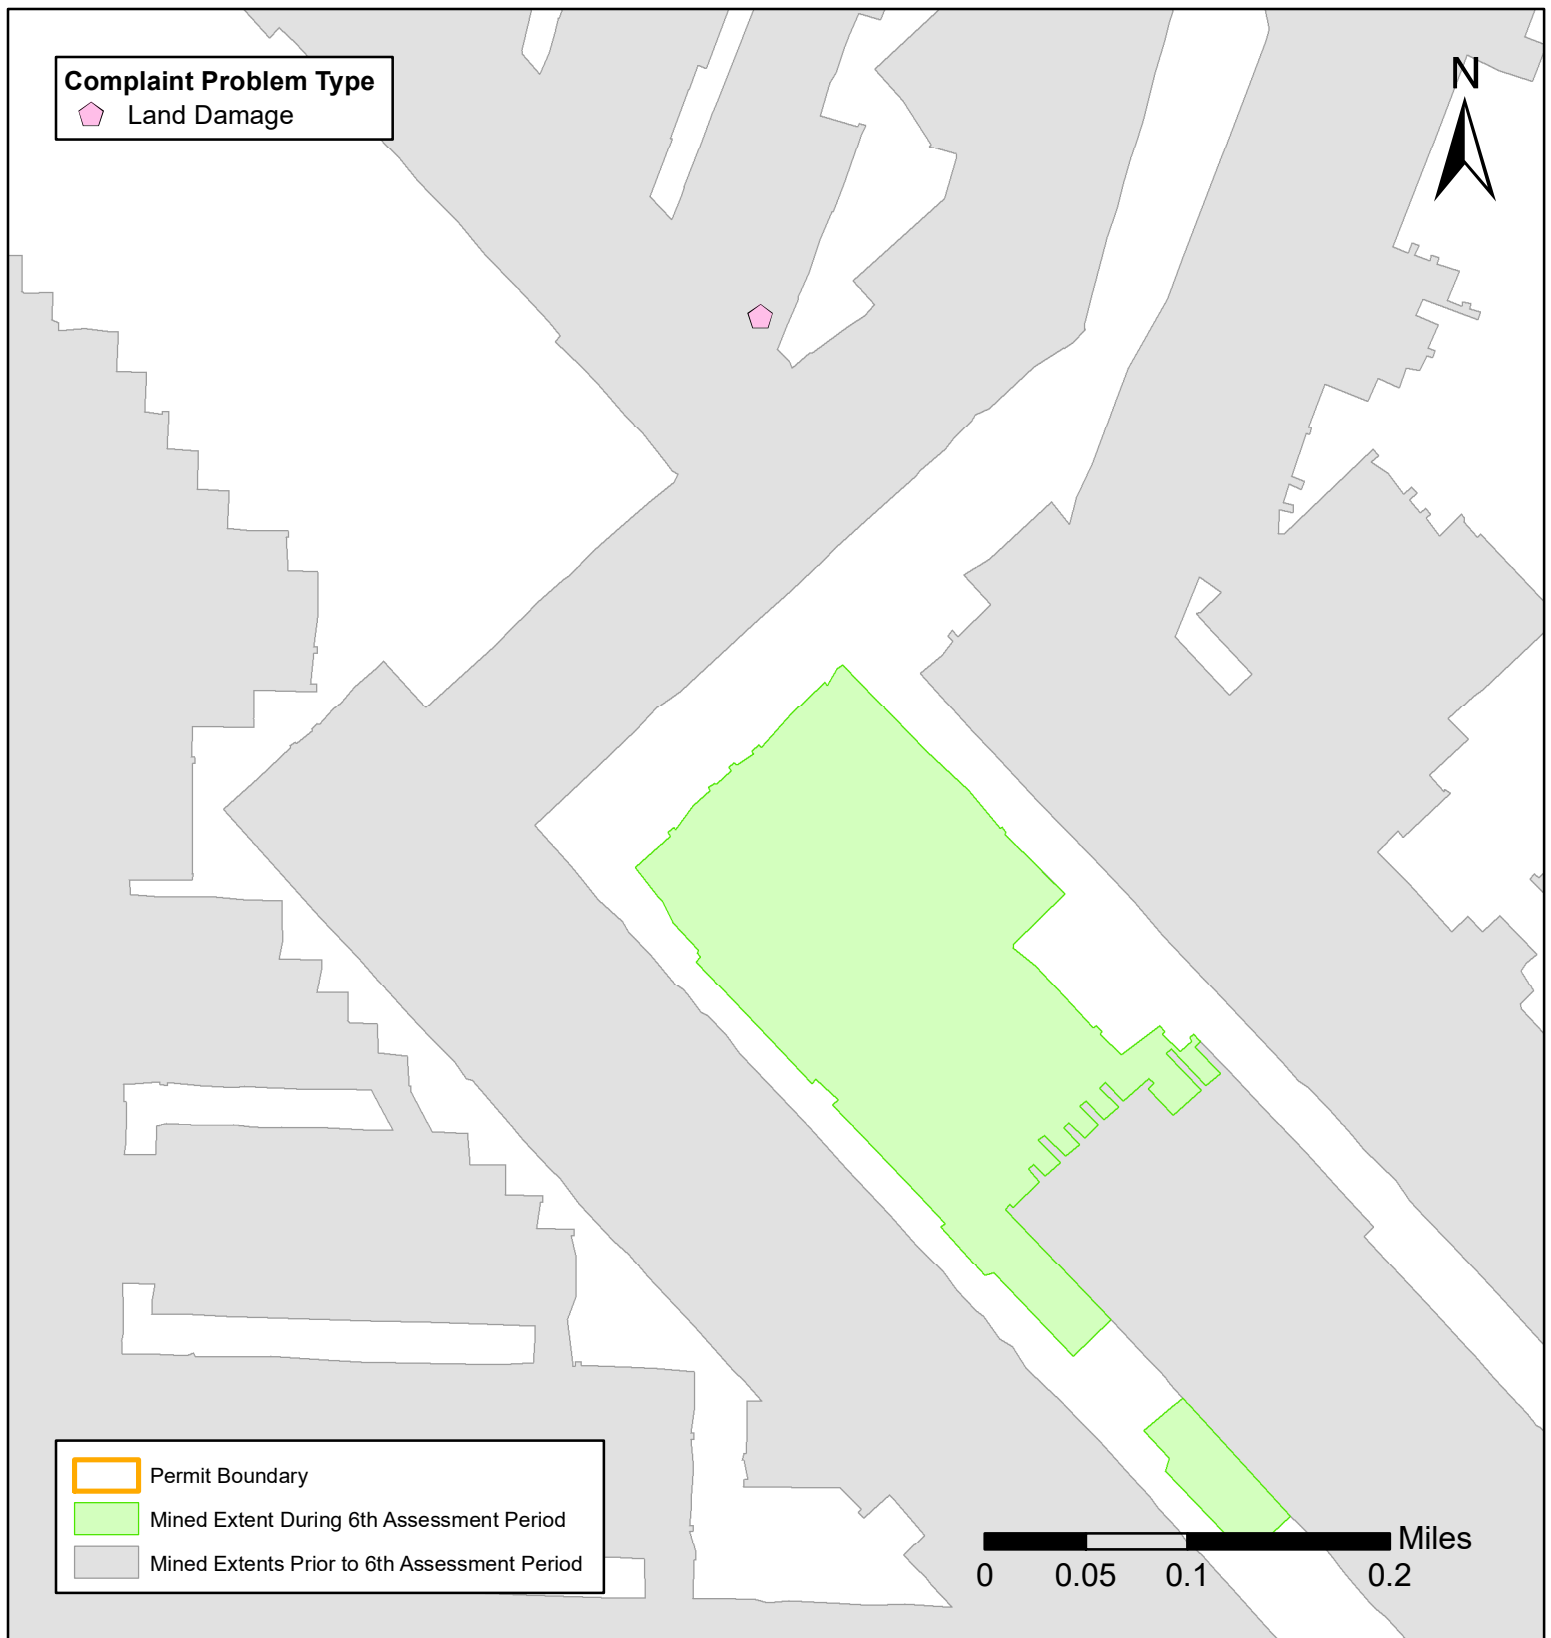 Complaint Problem Type
Land Damage
N
Permit Boundary
Mined Extent During 6th Assessment Period
Mined Extents Prior to 6th Assessment Period
Miles
0 0.05 0.1 0.2